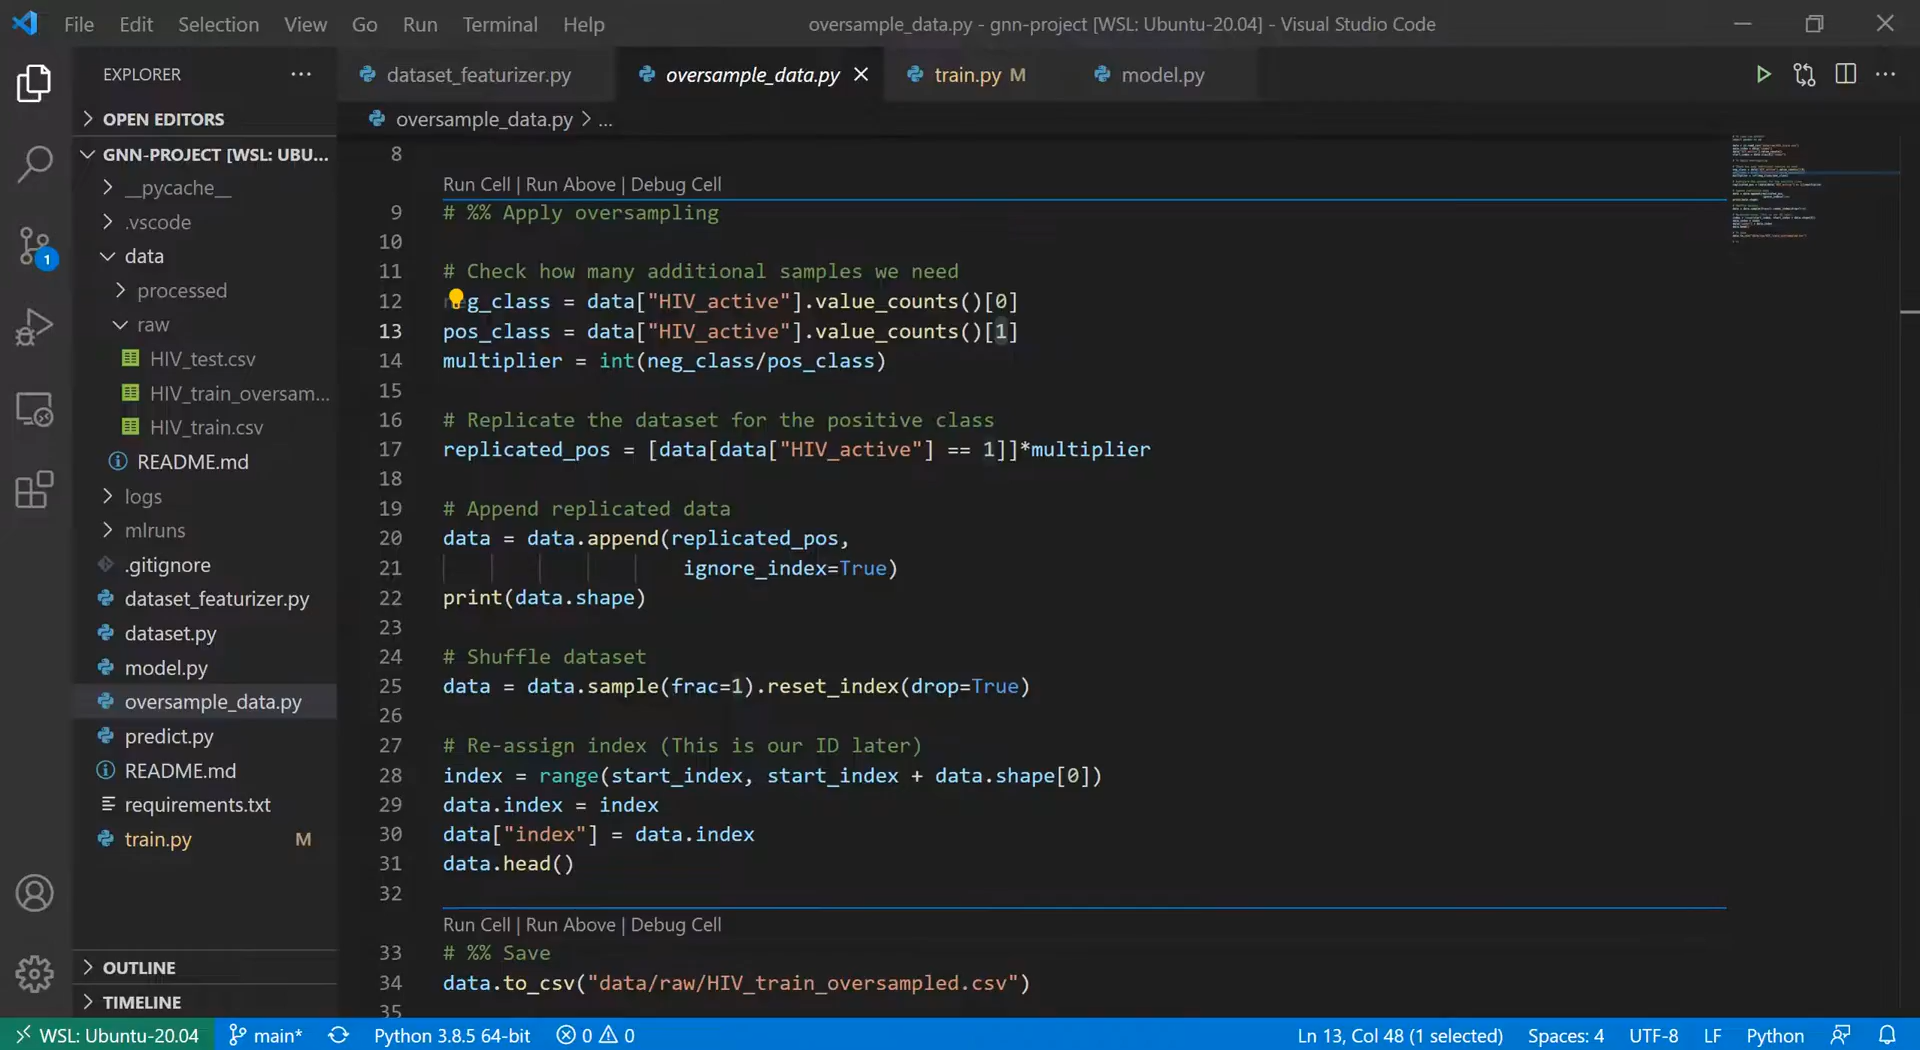 File Edit Selection View Go Run Terminal Help oversample_data.py - gnn-project [WSL: Ubuntu-20.04] - Visual Studio Code
EXPLORER ...
dataset_featurizer.py oversample_data.py train.py M model.py
OPEN EDITORS
oversample_data.py > ...
GNN-PROJECT [WSL: UBU...
__pycache__
.vscode
data
processed
raw
HIV_test.csv
HIV_train_oversam...
HIV_train.csv
README.md
logs
mlruns
.gitignore
dataset_featurizer.py
dataset.py
model.py
oversample_data.py
predict.py
README.md
requirements.txt
train.py M
OUTLINE
TIMELINE
8
Run Cell | Run Above | Debug Cell
9 # %% Apply oversampling
10
11 # Check how many additional samples we need
12 neg_class = data["HIV_active"].value_counts()[0]
13 pos_class = data["HIV_active"].value_counts()[1]
14 multiplier = int(neg_class/pos_class)
15
16 # Replicate the dataset for the positive class
17 replicated_pos = [data[data["HIV_active"] == 1]]*multiplier
18
19 # Append replicated data
20 data = data.append(replicated_pos,
21 ignore_index=True)
22 print(data.shape)
23
24 # Shuffle dataset
25 data = data.sample(frac=1).reset_index(drop=True)
26
27 # Re-assign index (This is our ID later)
28 index = range(start_index, start_index + data.shape[0])
29 data.index = index
30 data["index"] = data.index
31 data.head()
32
Run Cell | Run Above | Debug Cell
33 # %% Save
34 data.to_csv("data/raw/HIV_train_oversampled.csv")
35
1
WSL: Ubuntu-20.04 main* Python 3.8.5 64-bit 0 0 Ln 13, Col 48 (1 selected) Spaces: 4 UTF-8 LF Python